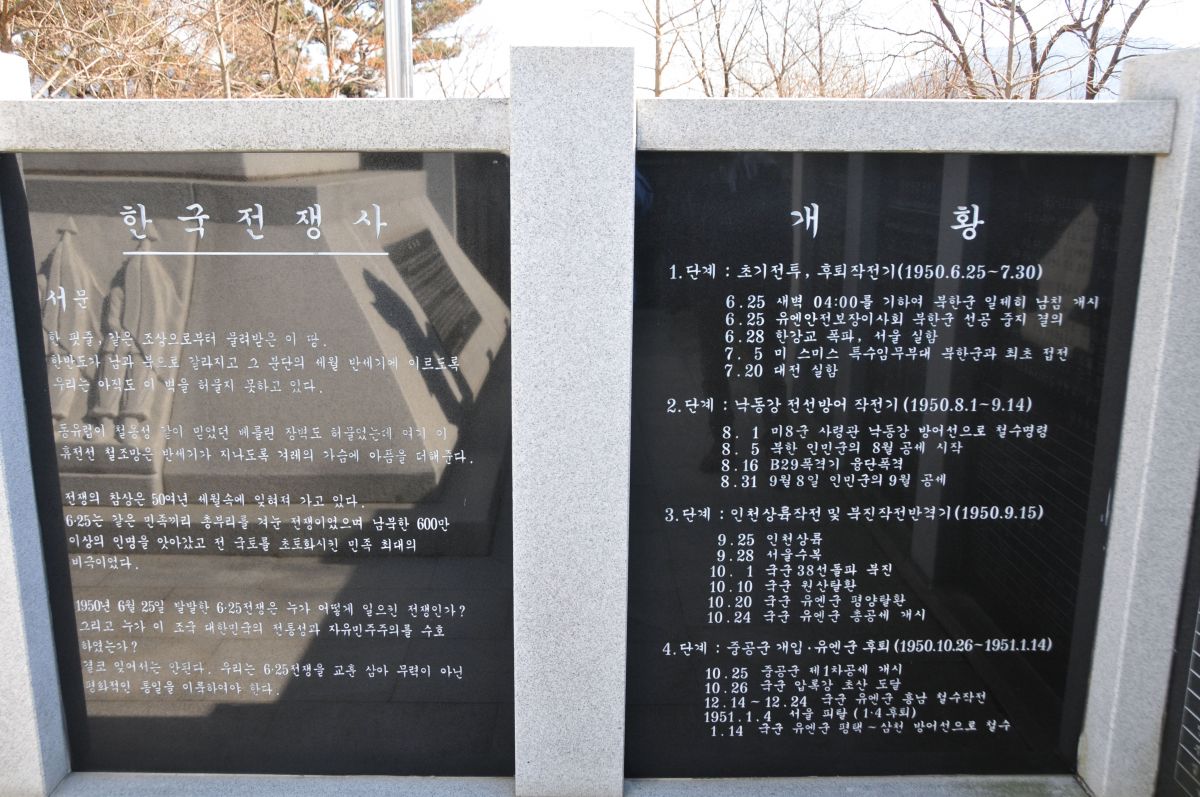 한국전쟁사
서문
한 핏줄, 같은 조상으로부터 물려받은 이 땅.
한반도가 남과 북으로 갈라지고 그 분단의 세월 반세기에 이르도록
우리는 아직도 이 벽을 허물지 못하고 있다.
동유럽이 철옹성 같이 믿었던 베를린 장벽도 허물었는데 여기 이
휴전선 철조망은 반세기가 지나도록 겨레의 가슴에 아픔을 더해준다.
전쟁의 참상은 50여년 세월속에 잊혀져 가고 있다.
6·25는 같은 민족끼리 총부리를 겨눈 전쟁이었으며 남북한 600만
이상의 인명을 앗아갔고 전 국토를 초토화시킨 민족 최대의
비극이었다.
1950년 6월 25일 발발한 6·25전쟁은 누가 어떻게 일으킨 전쟁인가?
그리고 누가 이 조국 대한민국의 전통성과 자유민주주의를 수호
하였는가?
결코 잊어서는 안된다. 우리는 6·25전쟁을 교훈 삼아 무력이 아닌
평화적인 통일을 이룩하여야 한다.
개황
1.단계 : 초기전투, 후퇴작전기(1950.6.25~7.30)
6.25 새벽 04:00를 기하여 북한군 일제히 남침 개시
6.25 유엔안전보장이사회 북한군 선공 중지 결의
6.28 한강교 폭파, 서울 실함
7. 5 미 스미스 특수임무부대 북한군과 최초 접전
7.20 대전 실함
2.단계 : 낙동강 전선방어 작전기(1950.8.1~9.14)
8. 1 미8군 사령관 낙동강 방어선으로 철수명령
8. 5 북한 인민군의 8월 공세 시작
8.16 B29폭격기 융단폭격
8.31 9월 8일 인민군의 9월 공세
3.단계 : 인천상륙작전 및 북진작전반격기(1950.9.15)
9.25 인천상륙
9.28 서울수복
10. 1 국군 38선돌파 북진
10.10 국군 원산탈환
10.20 국군 유엔군 평양탈환
10.24 국군 유엔군 총공세 개시
4.단계 : 중공군 개입·유엔군 후퇴(1950.10.26~1951.1.14)
10.25 중공군 제1차공세 개시
10.26 국군 압록강 초산 도달
12.14~12.24 국군 유엔군 흥남 철수작전
1951.1.4 서울 피탈(1·4후퇴)
1.14 국군 유엔군 평택~삼천 방어선으로 철수